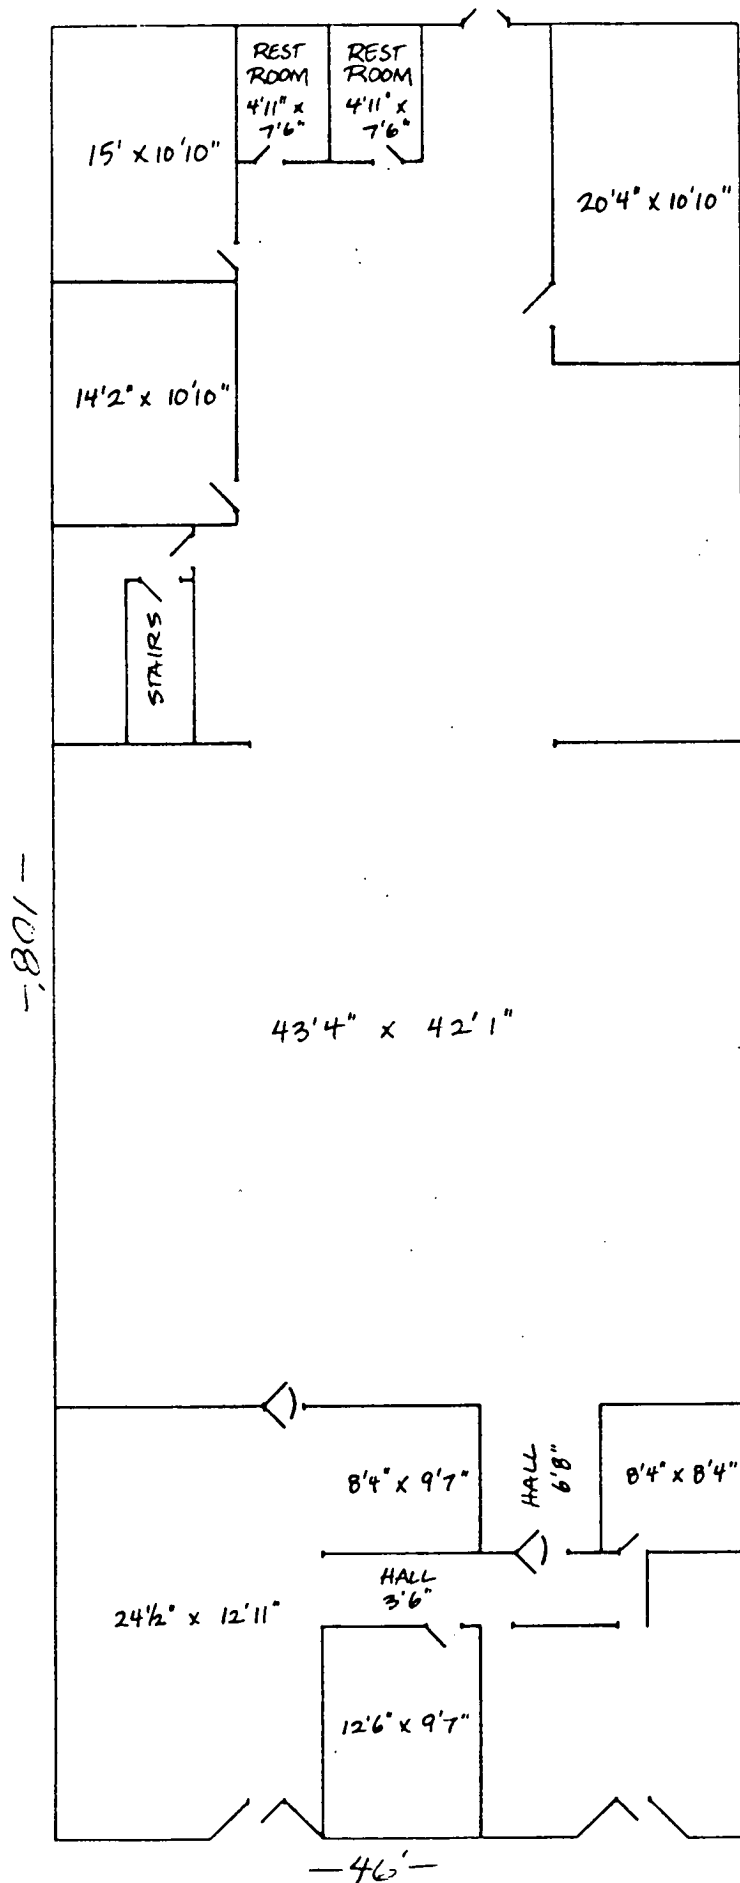 REST
ROOM
4'11" x
7'6"
REST
ROOM
4'11" x
7'6"
15' x 10'10"
20'4" x 10'10"
14'2" x 10'10"
STAIRS
-108'-
43'4" x 42'1"
8'4" x 9'7"
HALL
6'8"
8'4" x 8'4"
HALL
3'6"
24'½" x 12'11"
12'6" x 9'7"
-46'-